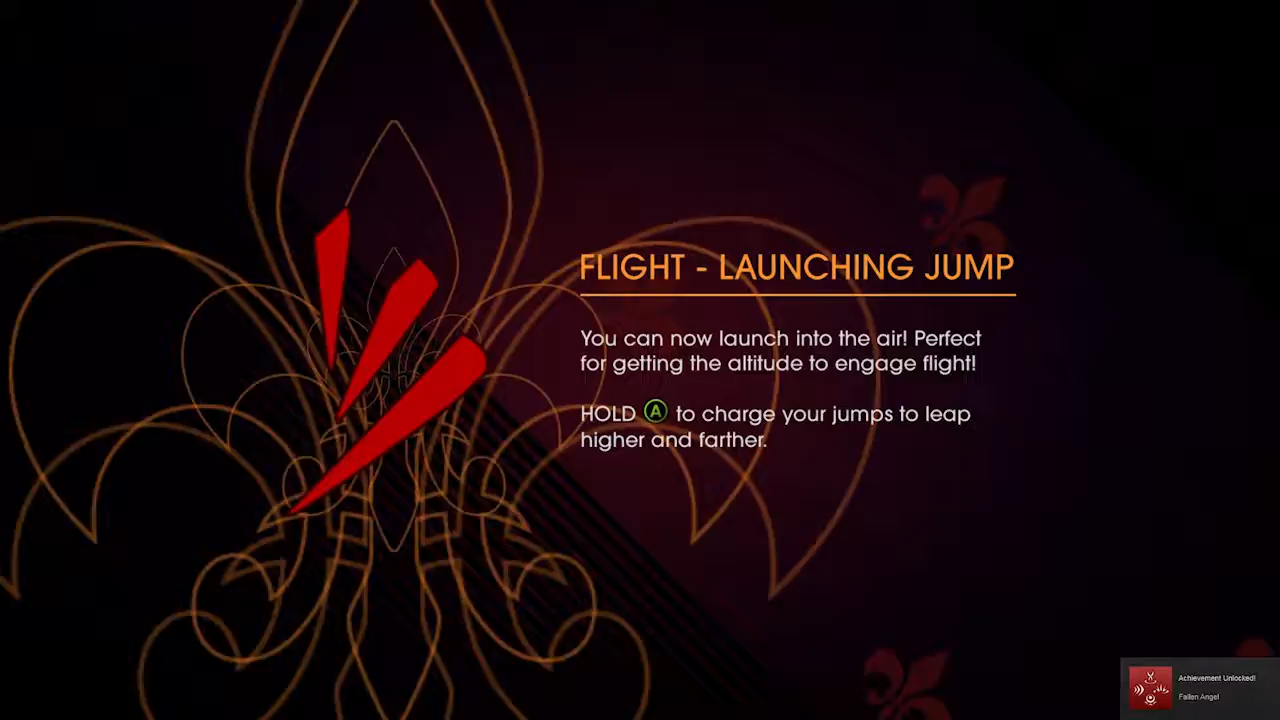 FLIGHT - LAUNCHING JUMP
You can now launch into the air! Perfect
for getting the altitude to engage flight!
HOLD A to charge your jumps to leap
higher and farther.
Achievement Unlocked!
Fallen Angel